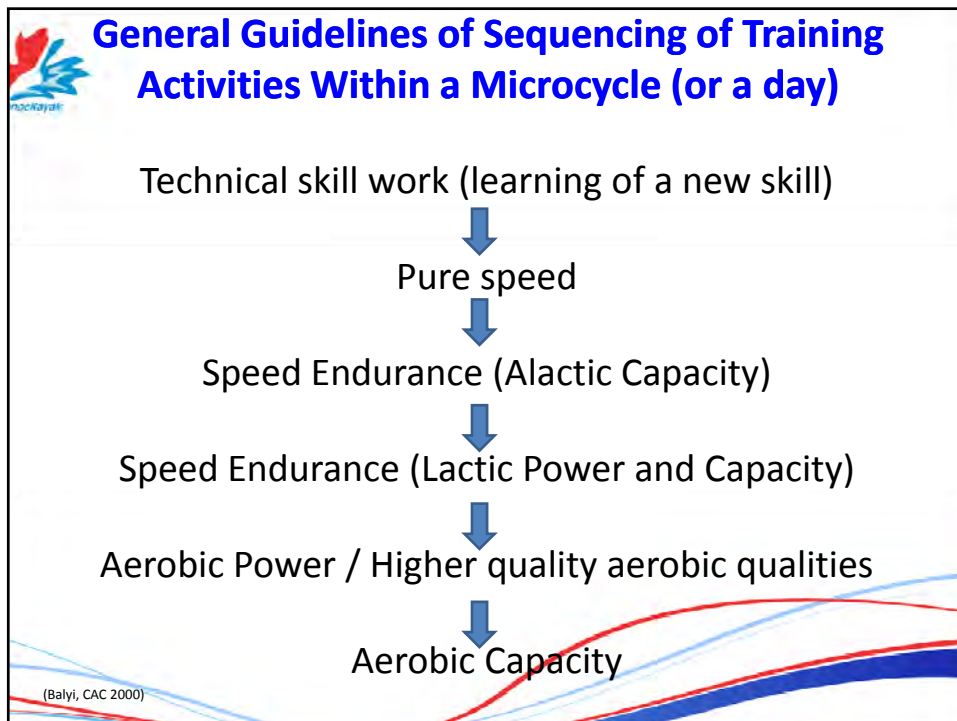 General Guidelines of Sequencing of Training
Activities Within a Microcycle (or a day)
Technical skill work (learning of a new skill)
Pure speed
Speed Endurance (Alactic Capacity)
Speed Endurance (Lactic Power and Capacity)
Aerobic Power / Higher quality aerobic qualities
Aerobic Capacity
(Balyi, CAC 2000)